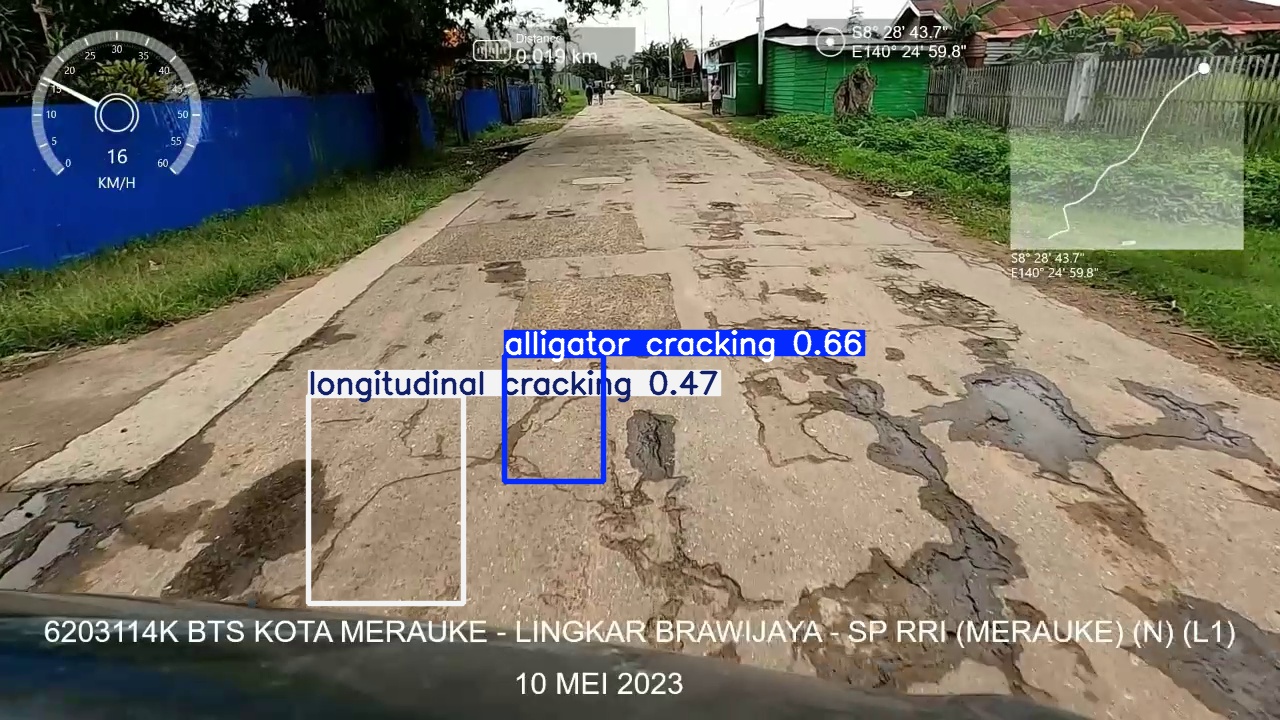 0
5
10
15
20
25
30
35
40
45
50
55
60
16
KM/H
Distance
0.019 km
S8° 28' 43.7"
E140° 24' 59.8"
S8° 28' 43.7"
E140° 24' 59.8"
alligator cracking 0.66
longitudinal cracking 0.47
6203114K BTS KOTA MERAUKE - LINGKAR BRAWIJAYA - SP RRI (MERAUKE) (N) (L1)
10 MEI 2023